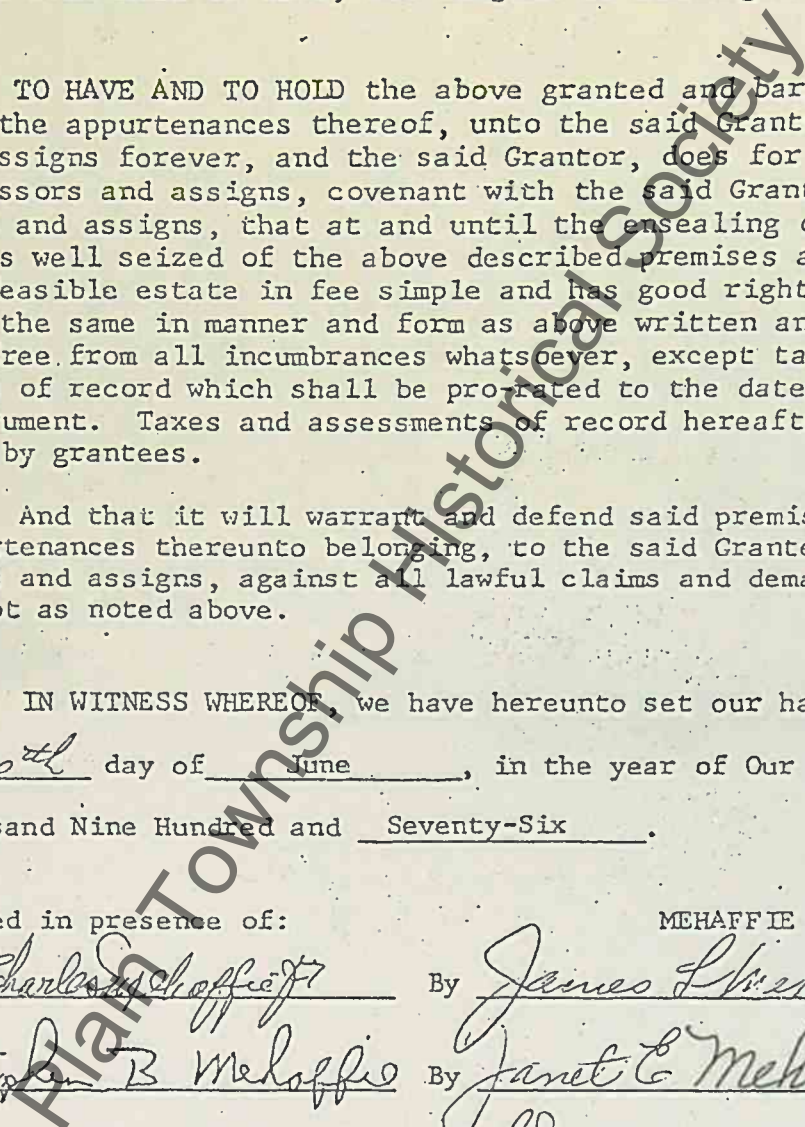 TO HAVE AND TO HOLD the above granted and bar
the appurtenances thereof, unto the said Grant
ssigns forever, and the said Grantor, does for
ssors and assigns, covenant with the said Grant
and assigns, that at and until the ensealing
s well seized of the above described premises a
easible estate in fee simple and has good right
the same in manner and form as above written an
ree from all incumbrances whatsoever, except ta
of record which shall be pro-rated to the date
ument. Taxes and assessments of record hereaft
by grantees.
And that it will warrant and defend said premis
rtenances thereunto belonging, to the said Grante
and assigns, against all lawful claims and dema
pt as noted above.
IN WITNESS WHEREOF, we have hereunto set our ha
th day of June, in the year of Our
sand Nine Hundred and Seventy-Six.
ed in presence of: MEHAFFIE
Charles By James
B Mehaffie By Janet E Meh
Plain Township Historical Society